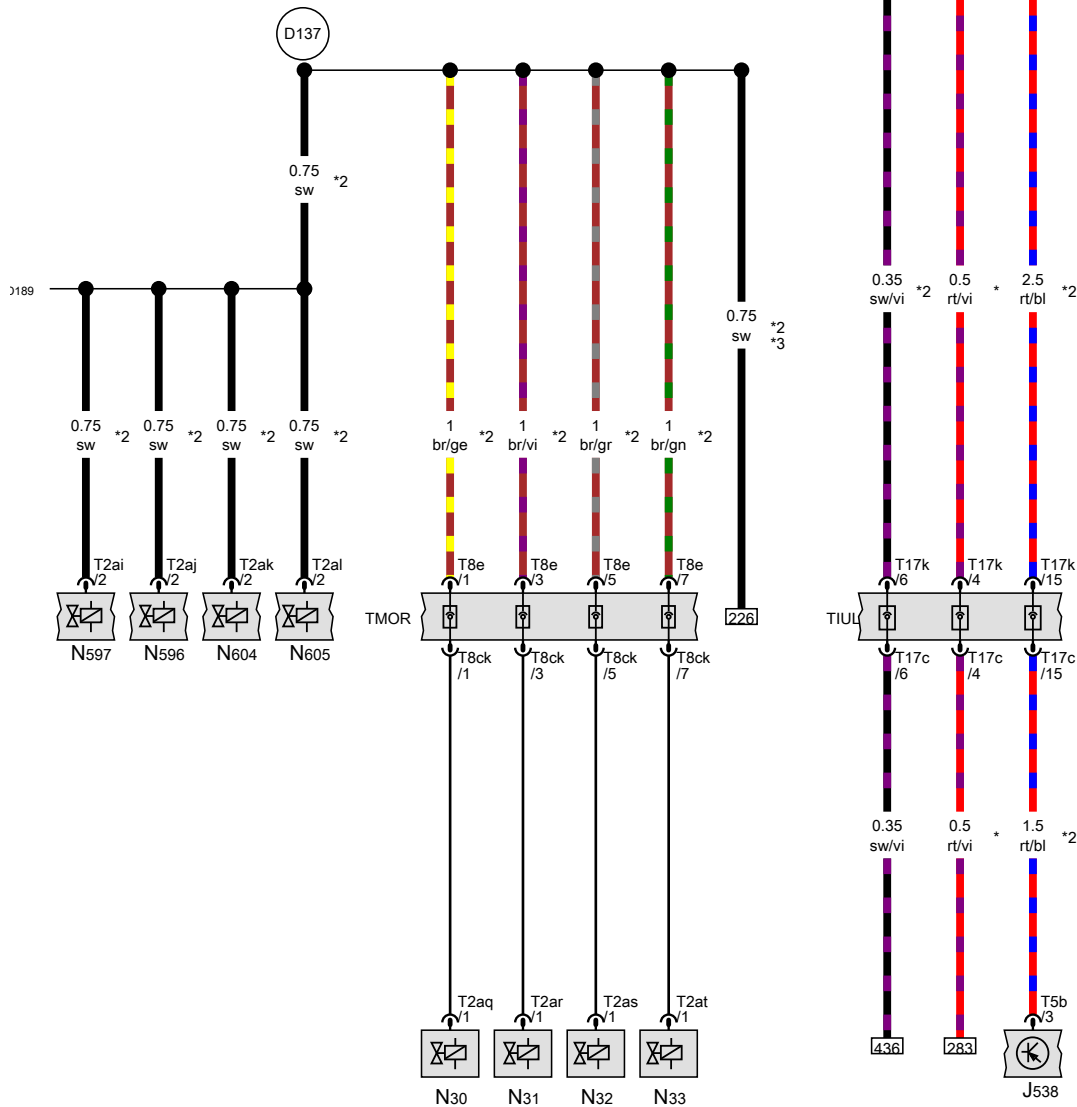 D137
0.75
sw *2
0.35
sw/vi *2
0.5
rt/vi *
2.5
rt/bl *2
0189
0.75
sw *2
*3
0.75
sw *2
0.75
sw *2
0.75
sw *2
0.75
sw *2
1
br/ge *2
1
br/vi *2
1
br/gr *2
1
br/gn *2
T2ai
/2
T2aj
/2
T2ak
/2
T2al
/2
T8e
/1
T8e
/3
T8e
/5
T8e
/7
T17k
/6
T17k
/4
T17k
/15
TMOR
226
TIUL
N597
N596
N604
N605
T8ck
/1
T8ck
/3
T8ck
/5
T8ck
/7
T17c
/6
T17c
/4
T17c
/15
0.35
sw/vi
0.5
rt/vi *
1.5
rt/bl *2
T2aq
/1
T2ar
/1
T2as
/1
T2at
/1
T5b
/3
436
283
N30
N31
N32
N33
J538